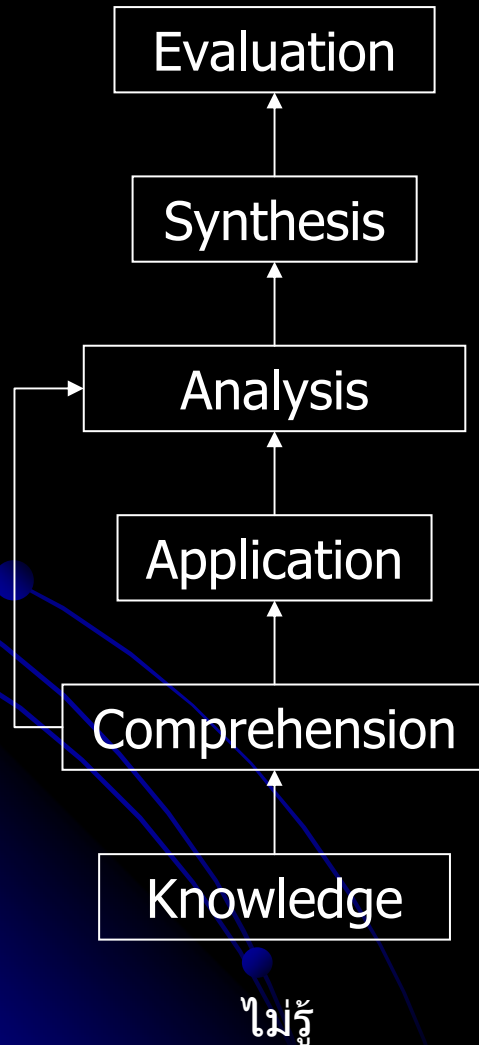 Evaluation
Synthesis
Analysis
Application
Comprehension
Knowledge
ไม่รู้